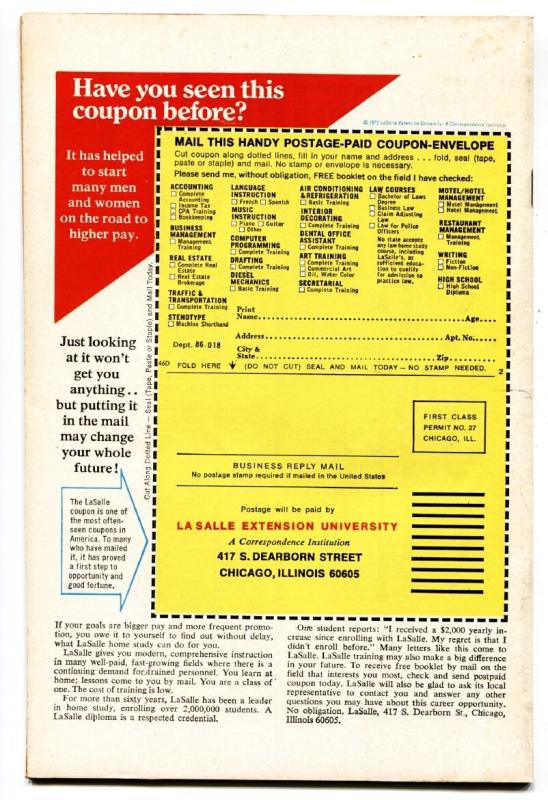 Have you seen this
coupon before?
© 1973 LaSalle Extension University. A Correspondence Institution
It has helped
to start
many men
and women
on the road to
higher pay.
MAIL THIS HANDY POSTAGE-PAID COUPON-ENVELOPE
Cut coupon along dotted lines, fill in your name and address . . . fold, seal (tape,
paste or staple) and mail. No stamp or envelope is necessary.
Please send me, without obligation, FREE booklet on the field I have checked:
ACCOUNTING
☐ Complete
Accounting
☐ Income Tax
☐ CPA Training
☐ Bookkeeping
BUSINESS
MANAGEMENT
☐ Management
Training
REAL ESTATE
☐ Complete Real
Estate
☐ Real Estate
Brokerage
TRAFFIC &
TRANSPORTATION
☐ Complete Training
STENOTYPE
☐ Machine Shorthand
LANGUAGE
INSTRUCTION
☐ French ☐ Spanish
MUSIC
INSTRUCTION
☐ Piano ☐ Guitar
☐ Other
COMPUTER
PROGRAMMING
☐ Complete Training
DRAFTING
☐ Complete Training
DIESEL
MECHANICS
☐ Basic Training
AIR CONDITIONING
& REFRIGERATION
☐ Basic Training
INTERIOR
DECORATING
☐ Complete Training
DENTAL OFFICE
ASSISTANT
☐ Complete Training
ART TRAINING
☐ Complete Training
☐ Commercial Art
☐ Oil, Water Color
SECRETARIAL
☐ Complete Training
LAW COURSES
☐ Bachelor of Laws
Degree
☐ Business Law
☐ Claim Adjusting
Law
☐ Law for Police
Officers
No state accepts
any law home study
course, including
LaSalle's, as
sufficient educa-
tion to qualify
for admission to
practice law.
MOTEL/HOTEL
MANAGEMENT
☐ Motel Management
☐ Hotel Management
RESTAURANT
MANAGEMENT
☐ Management
Training
WRITING
☐ Fiction
☐ Non-Fiction
HIGH SCHOOL
☐ High School
Diploma
Print
Name Age
Address Apt. No.
Dept. 86-018
City &
State Zip
46D FOLD HERE ↓ (DO NOT CUT) SEAL AND MAIL TODAY — NO STAMP NEEDED. 2
Cut Along Dotted Line — Seal (Tape, Paste or Staple) and Mail Today.
FIRST CLASS
PERMIT NO. 27
CHICAGO, ILL.
BUSINESS REPLY MAIL
No postage stamp required if mailed in the United States
Postage will be paid by
LA SALLE EXTENSION UNIVERSITY
A Correspondence Institution
417 S. DEARBORN STREET
CHICAGO, ILLINOIS 60605
Just looking
at it won't
get you
anything . .
but putting it
in the mail
may change
your whole
future!
The LaSalle
coupon is one of
the most often-
seen coupons in
America. To many
who have mailed
it, it has proved
a first step to
opportunity and
good fortune.
If your goals are bigger pay and more frequent promo-
tion, you owe it to yourself to find out without delay,
what LaSalle home study can do for you.
LaSalle gives you modern, comprehensive instruction
in many well-paid, fast-growing fields where there is a
continuing demand for trained personnel. You learn at
home; lessons come to you by mail. You are a class of
one. The cost of training is low.
For more than sixty years, LaSalle has been a leader
in home study, enrolling over 2,000,000 students. A
LaSalle diploma is a respected credential.
One student reports: "I received a $2,000 yearly in-
crease since enrolling with LaSalle. My regret is that I
didn't enroll before." Many letters like this come to
LaSalle. LaSalle training may also make a big difference
in your future. To receive free booklet by mail on the
field that interests you most, check and send postpaid
coupon today. LaSalle will also be glad to ask its local
representative to contact you and answer any other
questions you may have about this career opportunity.
No obligation. LaSalle, 417 S. Dearborn St., Chicago,
Illinois 60605.